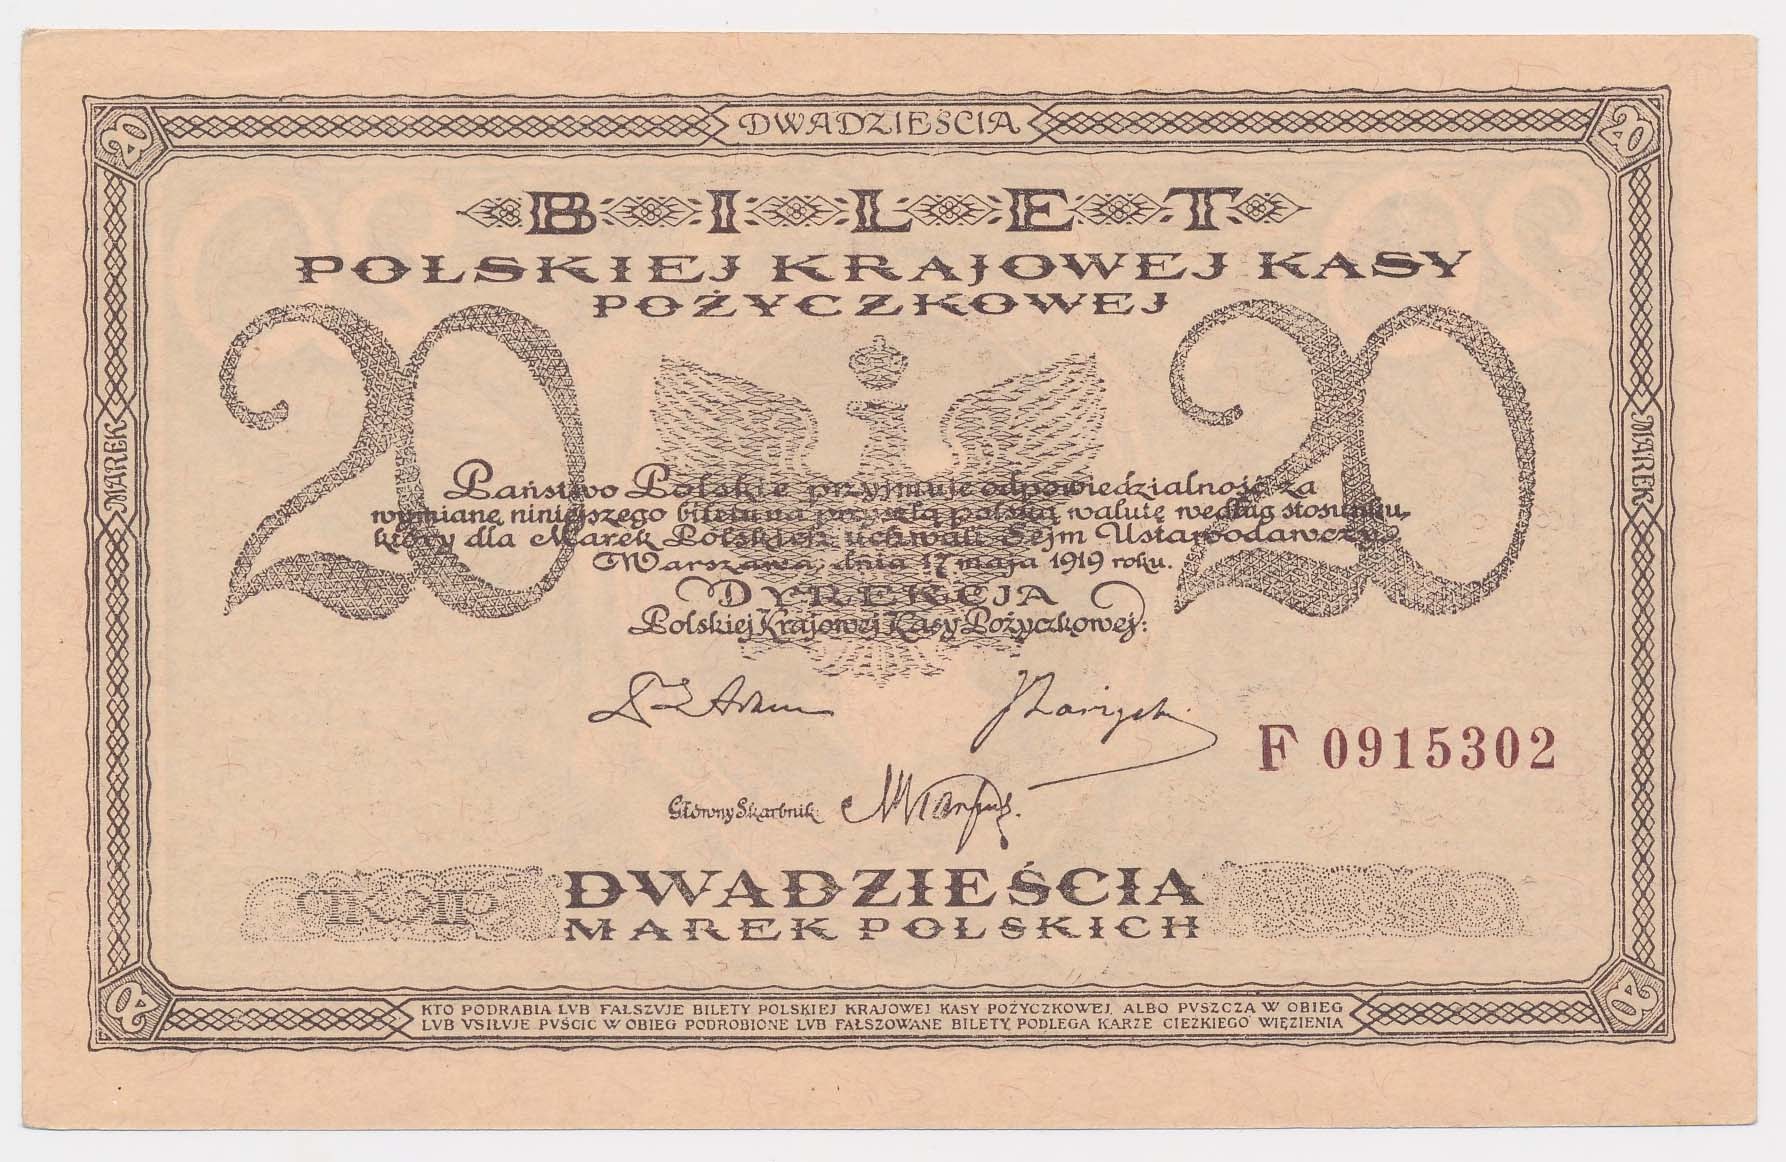 20 DWADZIEŚCIA 20
B I L E T
POLSKIEJ KRAJOWEJ KASY
POŻYCZKOWEJ
20 20
MAREK MAREK
Państwo Polskie przyjmuje odpowiedzialność za
wymianę niniejszego biletu na przyszłą polską walutę według stosunku,
który dla Marek Polskich uchwali Sejm Ustawodawczy.
Warszawa, dnia 17 maja 1919 roku.
DYREKCJA
Polskiej Krajowej Kasy Pożyczkowej:
F 0915302
Główny Skarbnik:
DWADZIEŚCIA
MAREK POLSKICH
20 20
KTO PODRABIA LVB FAŁSZVJE BILETY POLSKIEJ KRAJOWEJ KASY POŻYCZKOWEJ, ALBO PVSZCZA W OBIEG
LVB VSIŁVJE PVŚCIĆ W OBIEG PODROBIONE LVB FAŁSZOWANE BILETY, PODLEGA KARZE CIĘŻKIEGO WIĘZIENIA